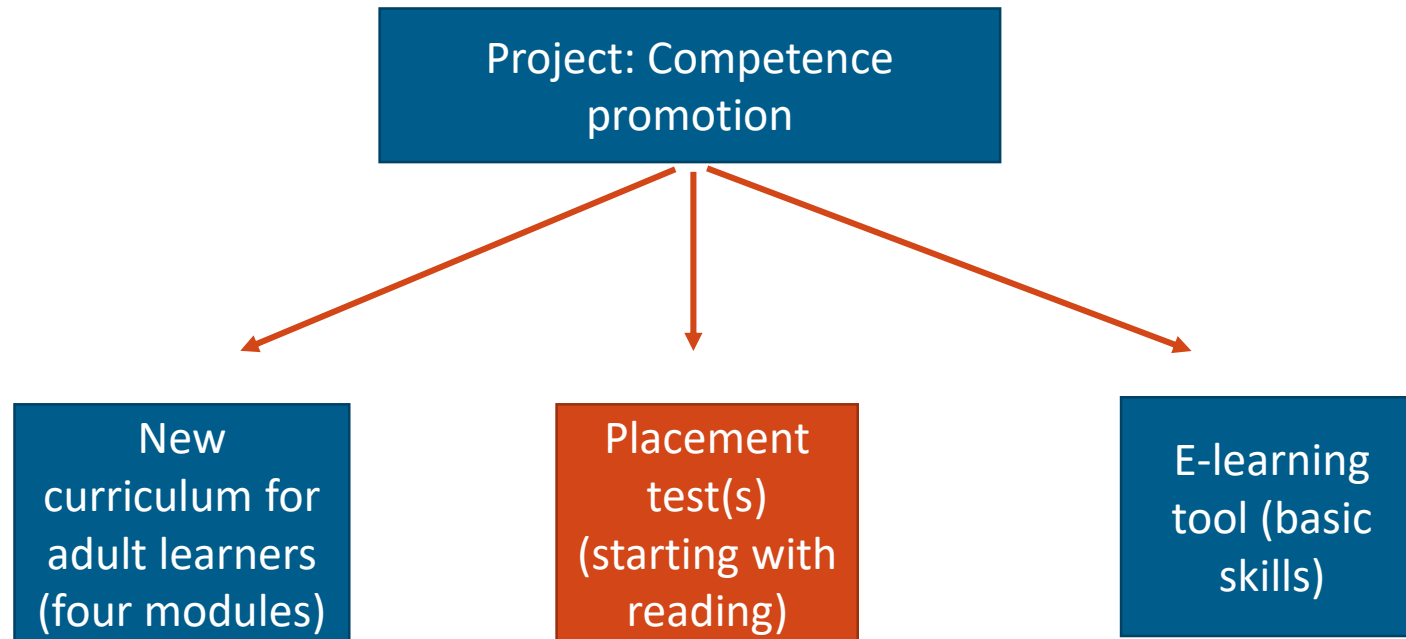 Project: Competence
promotion
New
curriculum for
adult learners
(four modules)
Placement
test(s)
(starting with
reading)
E-learning
tool (basic
skills)